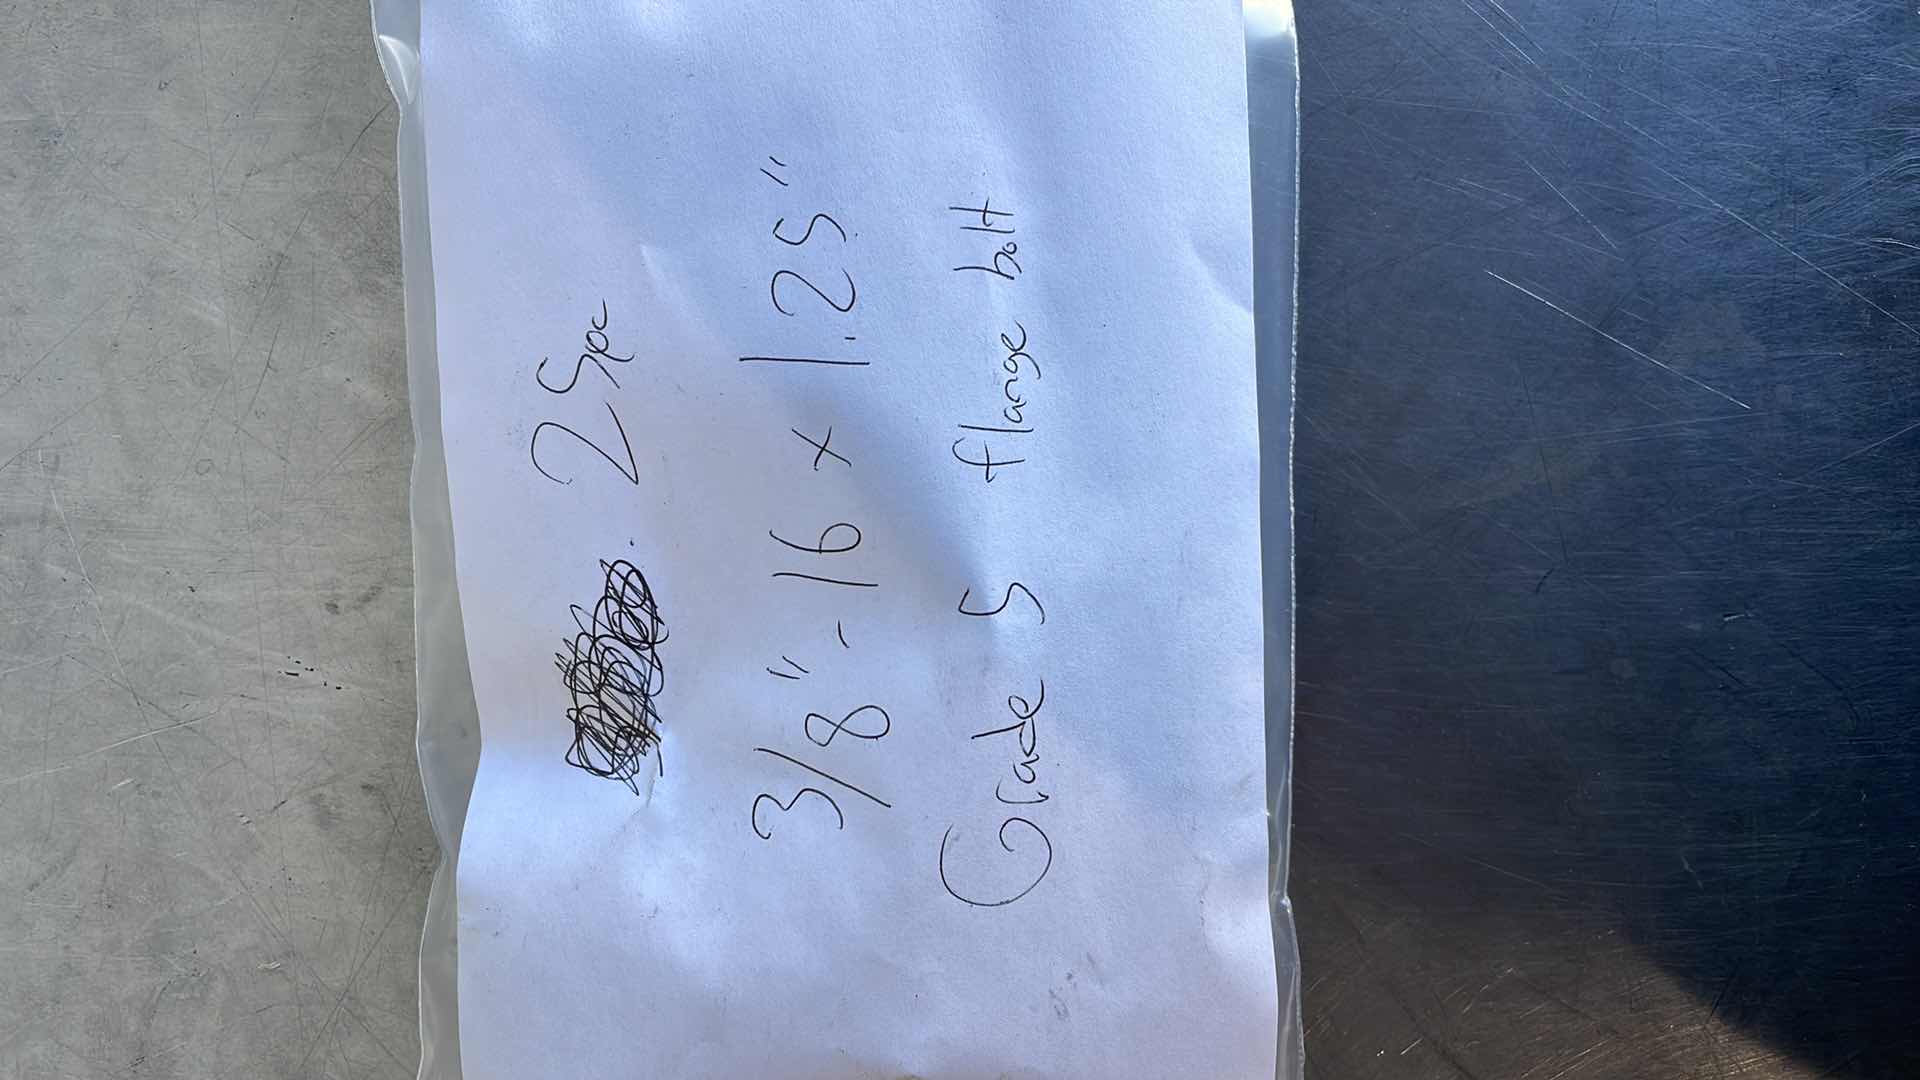 25pc
3/8" - 16 x 1.25"
Grade 5 flange bolt